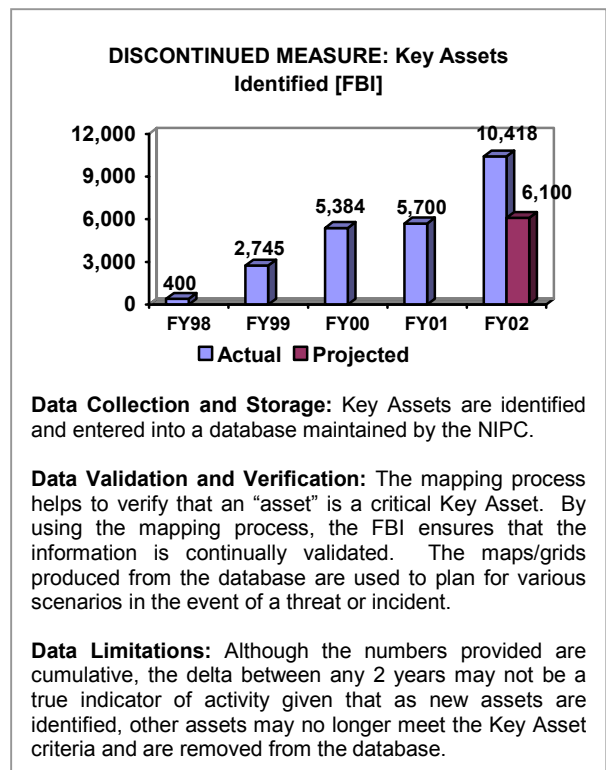 DISCONTINUED MEASURE: Key Assets
Identified [FBI]
12,000
9,000
6,000
3,000
0
400
2,745
5,384
5,700
10,418
6,100
FY98 FY99 FY00 FY01 FY02
Actual Projected
Data Collection and Storage: Key Assets are identified
and entered into a database maintained by the NIPC.
Data Validation and Verification: The mapping process
helps to verify that an “asset” is a critical Key Asset. By
using the mapping process, the FBI ensures that the
information is continually validated. The maps/grids
produced from the database are used to plan for various
scenarios in the event of a threat or incident.
Data Limitations: Although the numbers provided are
cumulative, the delta between any 2 years may not be a
true indicator of activity given that as new assets are
identified, other assets may no longer meet the Key Asset
criteria and are removed from the database.